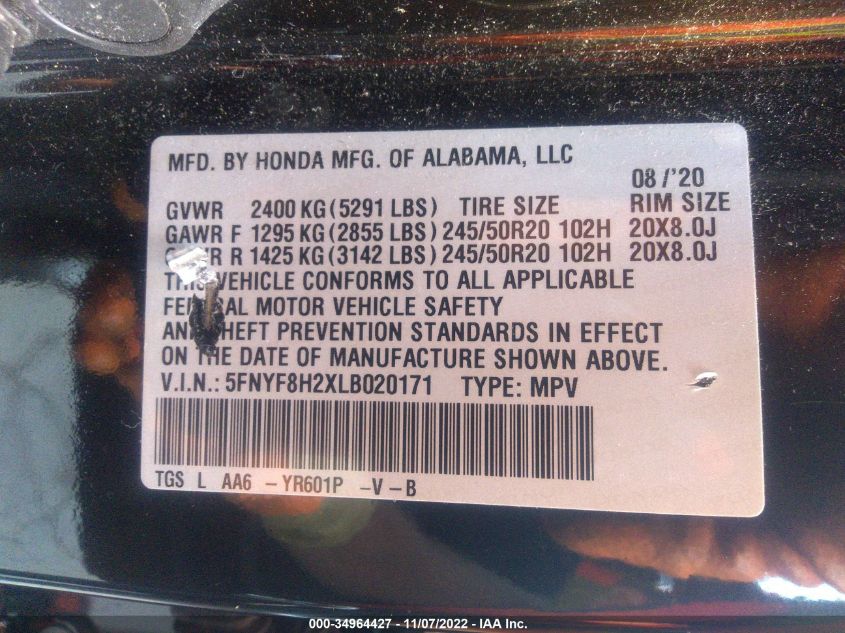 MFD. BY HONDA MFG. OF ALABAMA, LLC
08 /'20
GVWR 2400 KG (5291 LBS) TIRE SIZE RIM SIZE
GAWR F 1295 KG (2855 LBS) 245/50R20 102H 20X8.0J
R 1425 KG (3142 LBS) 245/50R20 102H 20X8.0J
VEHICLE CONFORMS TO ALL APPLICABLE
MOTOR VEHICLE SAFETY
PREVENTION STANDARDS IN EFFECT
ON THE DATE OF MANUFACTURE SHOWN ABOVE.
V.I.N.: 5FNYF8H2XLB020171 TYPE: MPV
TGS L AA6 - YR601P - V - B
000-34964427 - 11/07/2022 - IAA Inc.